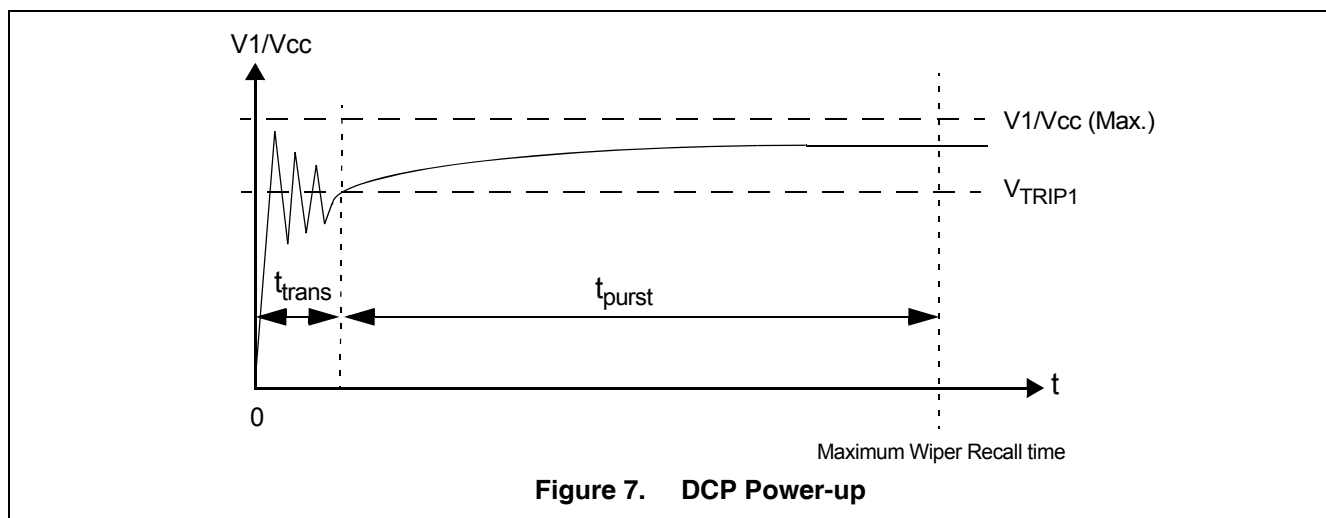 V1/Vcc
V1/Vcc (Max.)
VTRIP1
ttrans
tpurst
t
0
Maximum Wiper Recall time
Figure 7. DCP Power-up